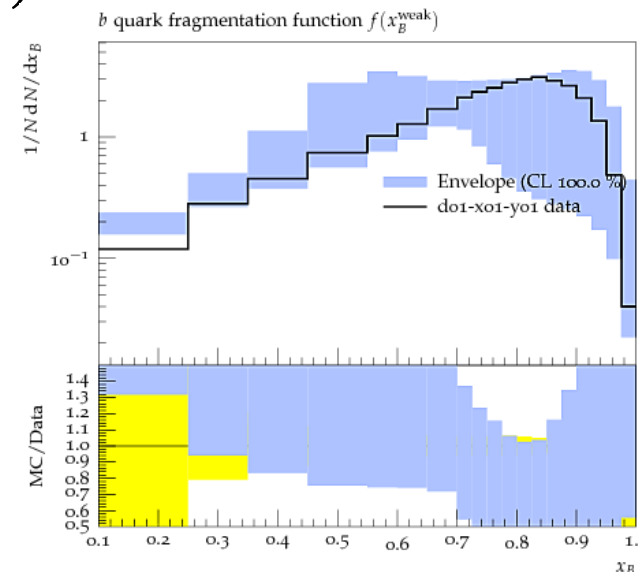 b quark fragmentation function f(x_B^weak)
1/N dN/dx_B
1
10^−1
Envelope (CL 100.0 %)
d01-x01-y01 data
MC/Data
1.4
1.3
1.2
1.1
1.0
0.9
0.8
0.7
0.6
0.5
0.1 0.2 0.3 0.4 0.5 0.6 0.7 0.8 0.9 1.
x_B